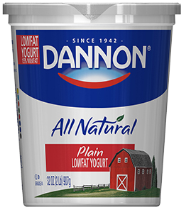 SINCE 1942
LOWFAT
YOGURT
DANNON®
All Natural
Plain
LOWFAT YOGURT